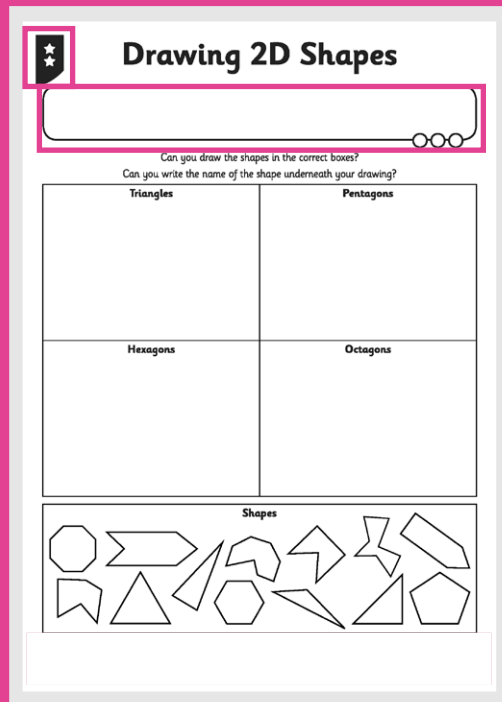 Drawing 2D Shapes
Can you draw the shapes in the correct boxes?
Can you write the name of the shape underneath your drawing?
Triangles
Pentagons
Hexagons
Octagons
Shapes